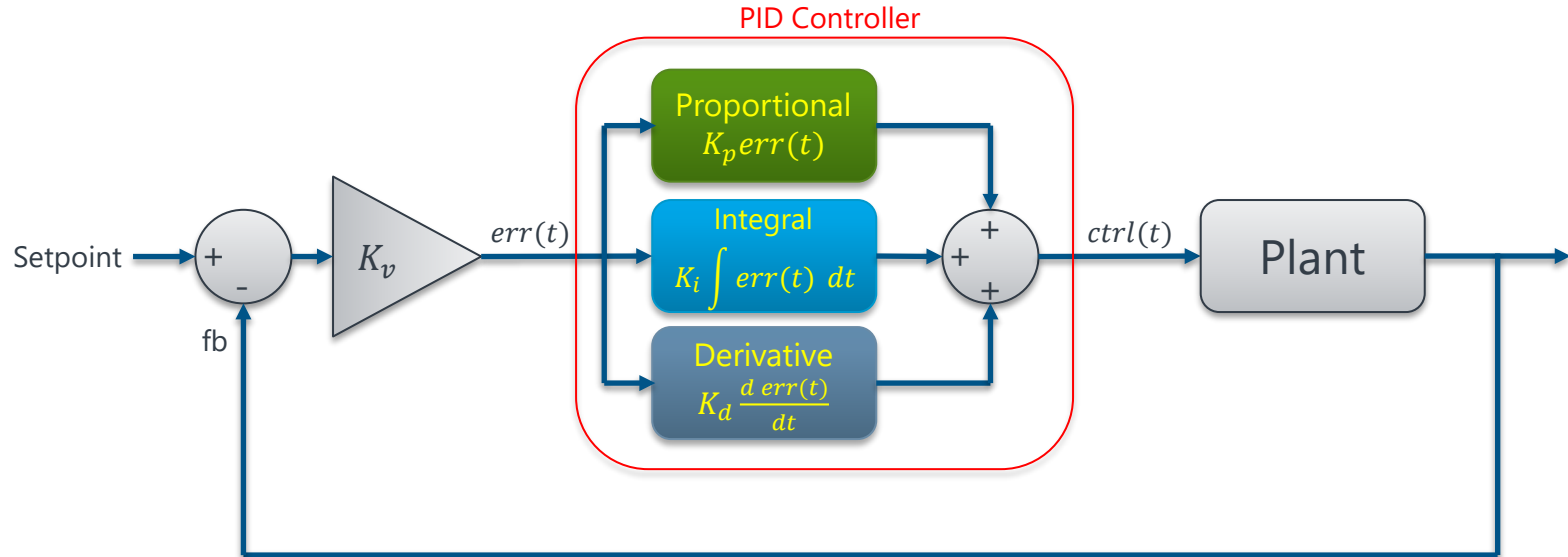 PID Controller
Proportional
K_p err(t)
Setpoint
+
-
fb
K_v
err(t)
Integral
K_i ∫ err(t) dt
Derivative
K_d d err(t)/dt
+
+
+
ctrl(t)
Plant